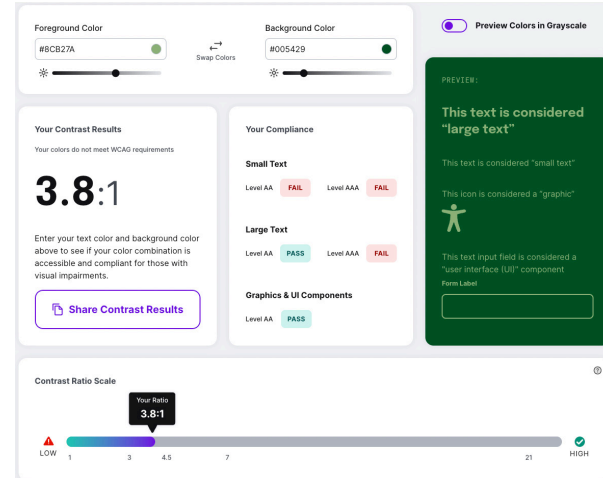 Foreground Color
#8CB27A
Swap Colors
Background Color
#005429
Preview Colors in Grayscale
Your Contrast Results
Your colors do not meet WCAG requirements
3.8:1
Enter your text color and background color
above to see if your color combination is
accessible and compliant for those with
visual impairments.
Share Contrast Results
Your Compliance
Small Text
Level AA FAIL Level AAA FAIL
Large Text
Level AA PASS Level AAA FAIL
Graphics & UI Components
Level AA PASS
PREVIEW:
This text is considered
“large text”
This text is considered “small text”
This icon is considered a “graphic”
This text input field is considered a
“user interface (UI)” component
Form Label
Contrast Ratio Scale
Your Ratio
3.8:1
LOW 1 3 4.5 7 21 HIGH